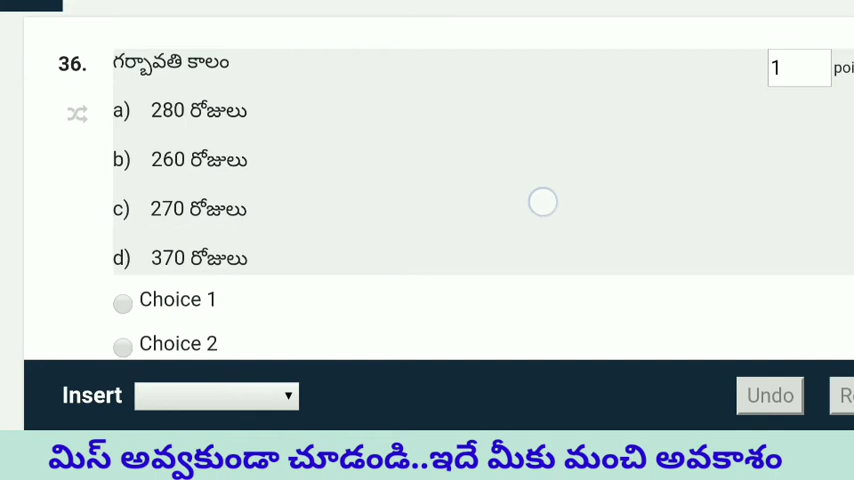 36. గర్భావతి కాలం 1 poi
a) 280 రోజులు
b) 260 రోజులు
c) 270 రోజులు
d) 370 రోజులు
Choice 1
Choice 2
Insert Undo R
మిస్ అవ్వకుండా చూడండి..ఇదే మీకు మంచి అవకాశం